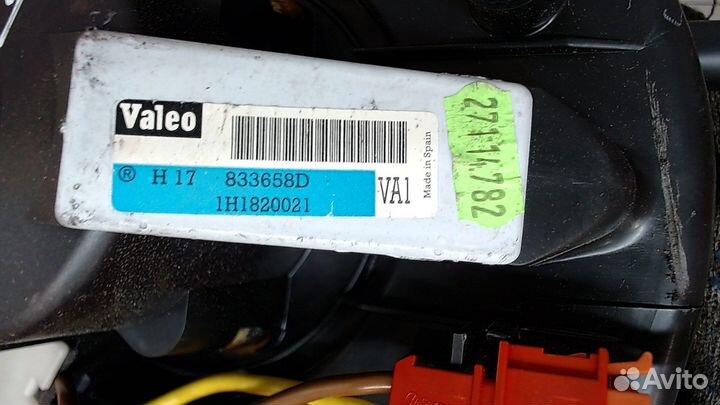 Valeo
® H 17 833658D
1H1820021
VA1
Made in Spain
27114782
Avito